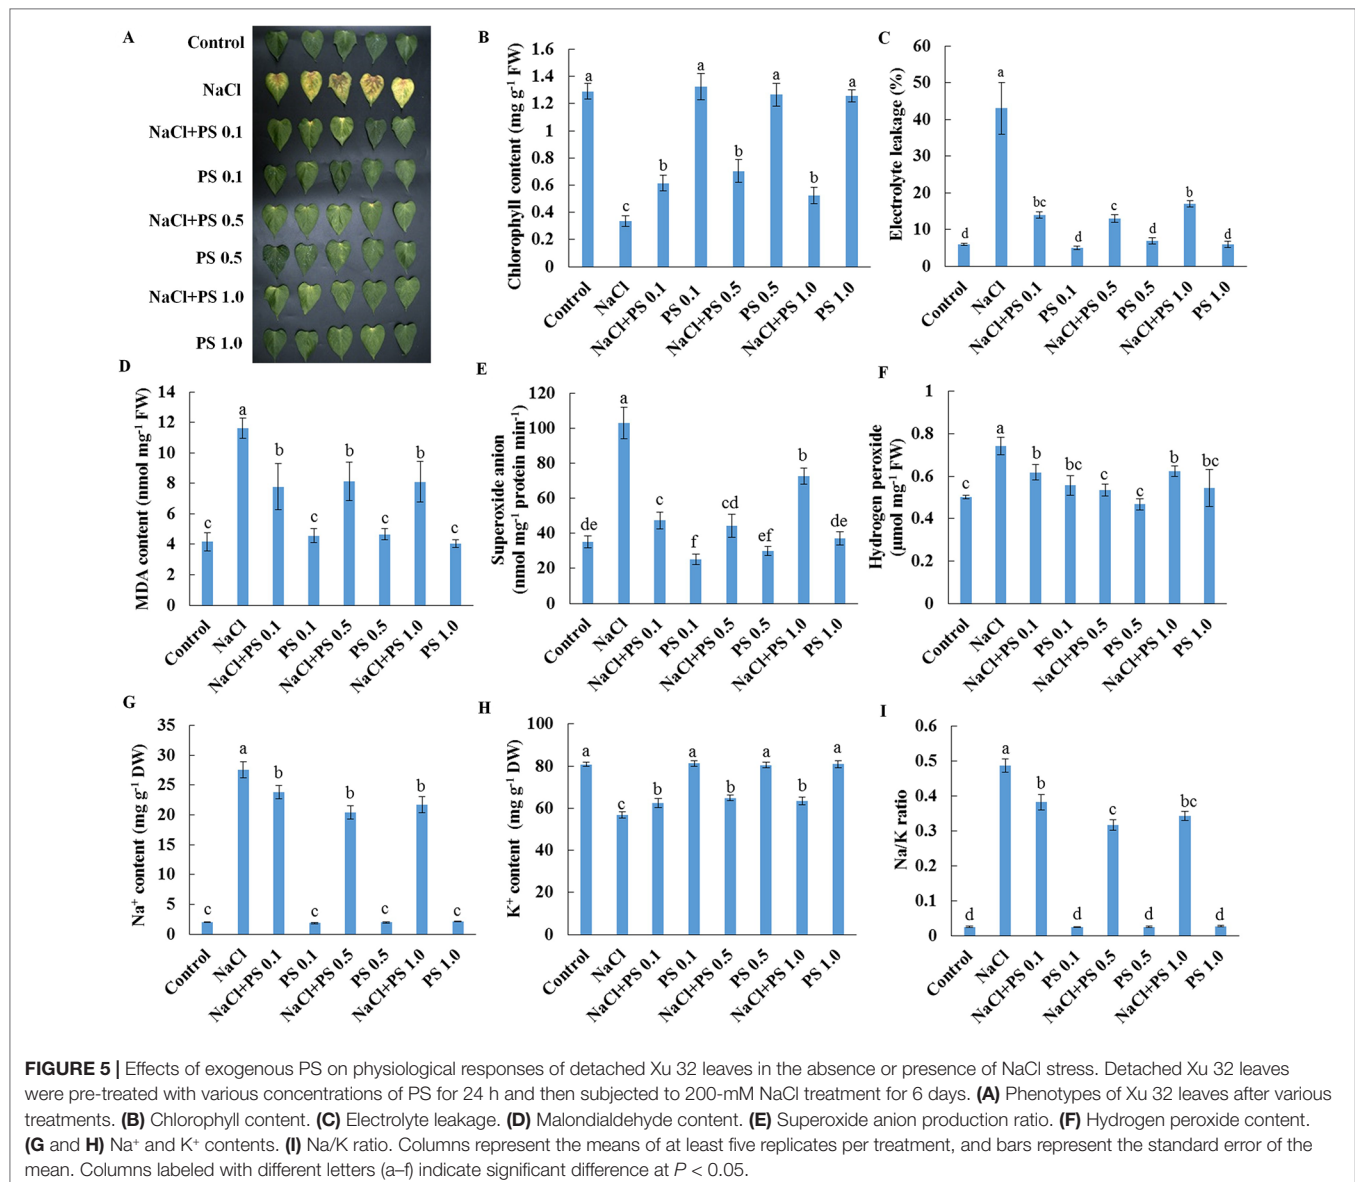 A
Control
NaCl
NaCl+PS 0.1
PS 0.1
NaCl+PS 0.5
PS 0.5
NaCl+PS 1.0
PS 1.0
B
Chlorophyll content (mg g⁻¹ FW)
1.6
1.4
1.2
1
0.8
0.6
0.4
0.2
0
a
c
b
a
b
a
b
a
Control
NaCl
NaCl+PS 0.1
PS 0.1
NaCl+PS 0.5
PS 0.5
NaCl+PS 1.0
PS 1.0
C
Electrolyte leakage (%)
60
50
40
30
20
10
0
d
a
bc
d
c
d
b
d
Control
NaCl
NaCl+PS 0.1
PS 0.1
NaCl+PS 0.5
PS 0.5
NaCl+PS 1.0
PS 1.0
D
MDA content (nmol mg⁻¹ FW)
14
12
10
8
6
4
2
0
c
a
b
c
b
c
b
c
Control
NaCl
NaCl+PS 0.1
PS 0.1
NaCl+PS 0.5
PS 0.5
NaCl+PS 1.0
PS 1.0
E
Superoxide anion
(nmol mg⁻¹ protein min⁻¹)
120
100
80
60
40
20
0
de
a
c
f
cd
ef
b
de
Control
NaCl
NaCl+PS 0.1
PS 0.1
NaCl+PS 0.5
PS 0.5
NaCl+PS 1.0
PS 1.0
F
Hydrogen peroxide
(μmol mg⁻¹ FW)
1
0.8
0.6
0.4
0.2
0
c
a
b
bc
c
c
b
bc
Control
NaCl
NaCl+PS 0.1
PS 0.1
NaCl+PS 0.5
PS 0.5
NaCl+PS 1.0
PS 1.0
G
Na⁺ content (mg g⁻¹ DW)
35
30
25
20
15
10
5
0
c
a
b
c
b
c
b
c
Control
NaCl
NaCl+PS 0.1
PS 0.1
NaCl+PS 0.5
PS 0.5
NaCl+PS 1.0
PS 1.0
H
K⁺ content (mg g⁻¹ DW)
100
80
60
40
20
0
a
c
b
a
b
a
b
a
Control
NaCl
NaCl+PS 0.1
PS 0.1
NaCl+PS 0.5
PS 0.5
NaCl+PS 1.0
PS 1.0
I
Na/K ratio
0.6
0.5
0.4
0.3
0.2
0.1
0
d
a
b
d
c
d
bc
d
Control
NaCl
NaCl+PS 0.1
PS 0.1
NaCl+PS 0.5
PS 0.5
NaCl+PS 1.0
PS 1.0
FIGURE 5 | Effects of exogenous PS on physiological responses of detached Xu 32 leaves in the absence or presence of NaCl stress. Detached Xu 32 leaves
were pre-treated with various concentrations of PS for 24 h and then subjected to 200-mM NaCl treatment for 6 days. (A) Phenotypes of Xu 32 leaves after various
treatments. (B) Chlorophyll content. (C) Electrolyte leakage. (D) Malondialdehyde content. (E) Superoxide anion production ratio. (F) Hydrogen peroxide content.
(G and H) Na⁺ and K⁺ contents. (I) Na/K ratio. Columns represent the means of at least five replicates per treatment, and bars represent the standard error of the
mean. Columns labeled with different letters (a–f) indicate significant difference at P < 0.05.